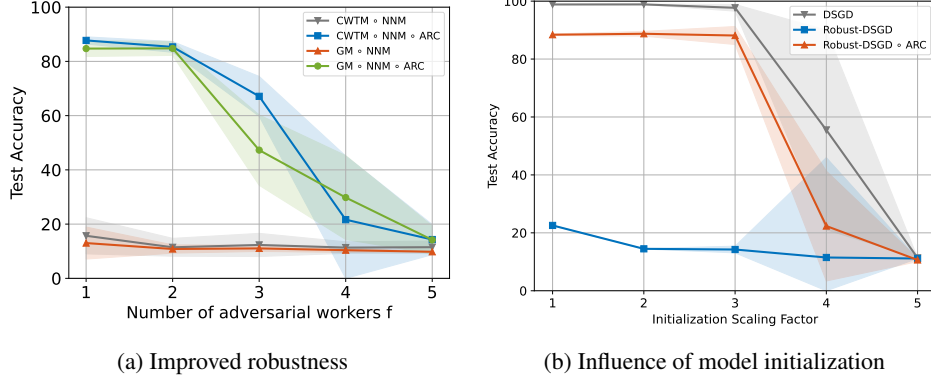 100
80
60
40
20
0
Test Accuracy
CWTM ∘ NNM
CWTM ∘ NNM ∘ ARC
GM ∘ NNM
GM ∘ NNM ∘ ARC
1 2 3 4 5
Number of adversarial workers f
(a) Improved robustness
100
80
60
40
20
0
Test Accuracy
DSGD
Robust-DSGD
Robust-DSGD ∘ ARC
1 2 3 4 5
Initialization Scaling Factor
(b) Influence of model initialization